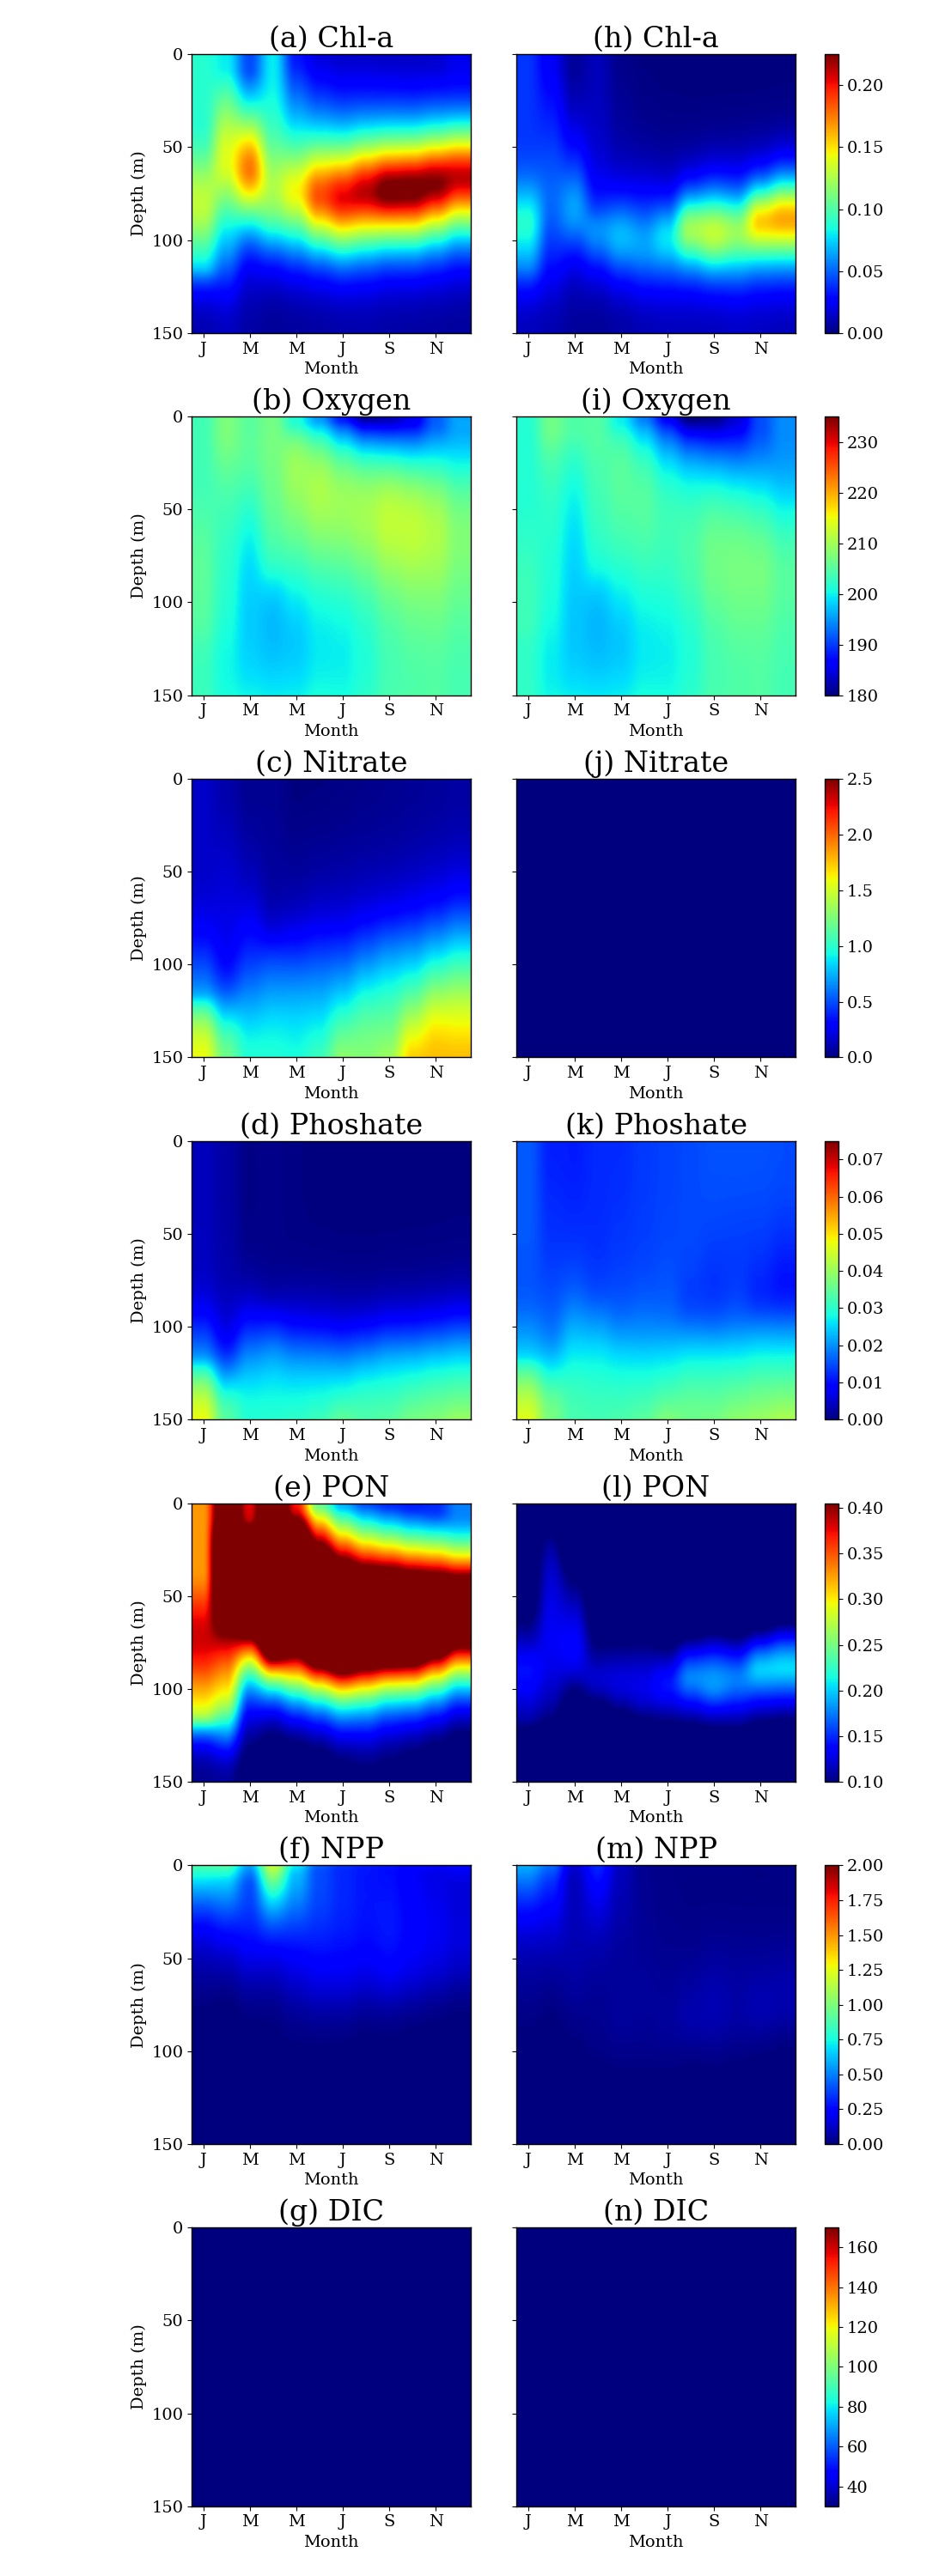 (a) Chl-a (h) Chl-a
0
50
100
150
Depth (m)
J M M J S N J M M J S N
Month Month
0.20
0.15
0.10
0.05
0.00
(b) Oxygen (i) Oxygen
0
50
100
150
Depth (m)
J M M J S N J M M J S N
Month Month
230
220
210
200
190
180
(c) Nitrate (j) Nitrate
0
50
100
150
Depth (m)
J M M J S N J M M J S N
Month Month
2.5
2.0
1.5
1.0
0.5
0.0
(d) Phoshate (k) Phoshate
0
50
100
150
Depth (m)
J M M J S N J M M J S N
Month Month
0.07
0.06
0.05
0.04
0.03
0.02
0.01
0.00
(e) PON (l) PON
0
50
100
150
Depth (m)
J M M J S N J M M J S N
Month Month
0.40
0.35
0.30
0.25
0.20
0.15
0.10
(f) NPP (m) NPP
0
50
100
150
Depth (m)
J M M J S N J M M J S N
Month Month
2.00
1.75
1.50
1.25
1.00
0.75
0.50
0.25
0.00
(g) DIC (n) DIC
0
50
100
150
Depth (m)
J M M J S N J M M J S N
Month Month
160
140
120
100
80
60
40